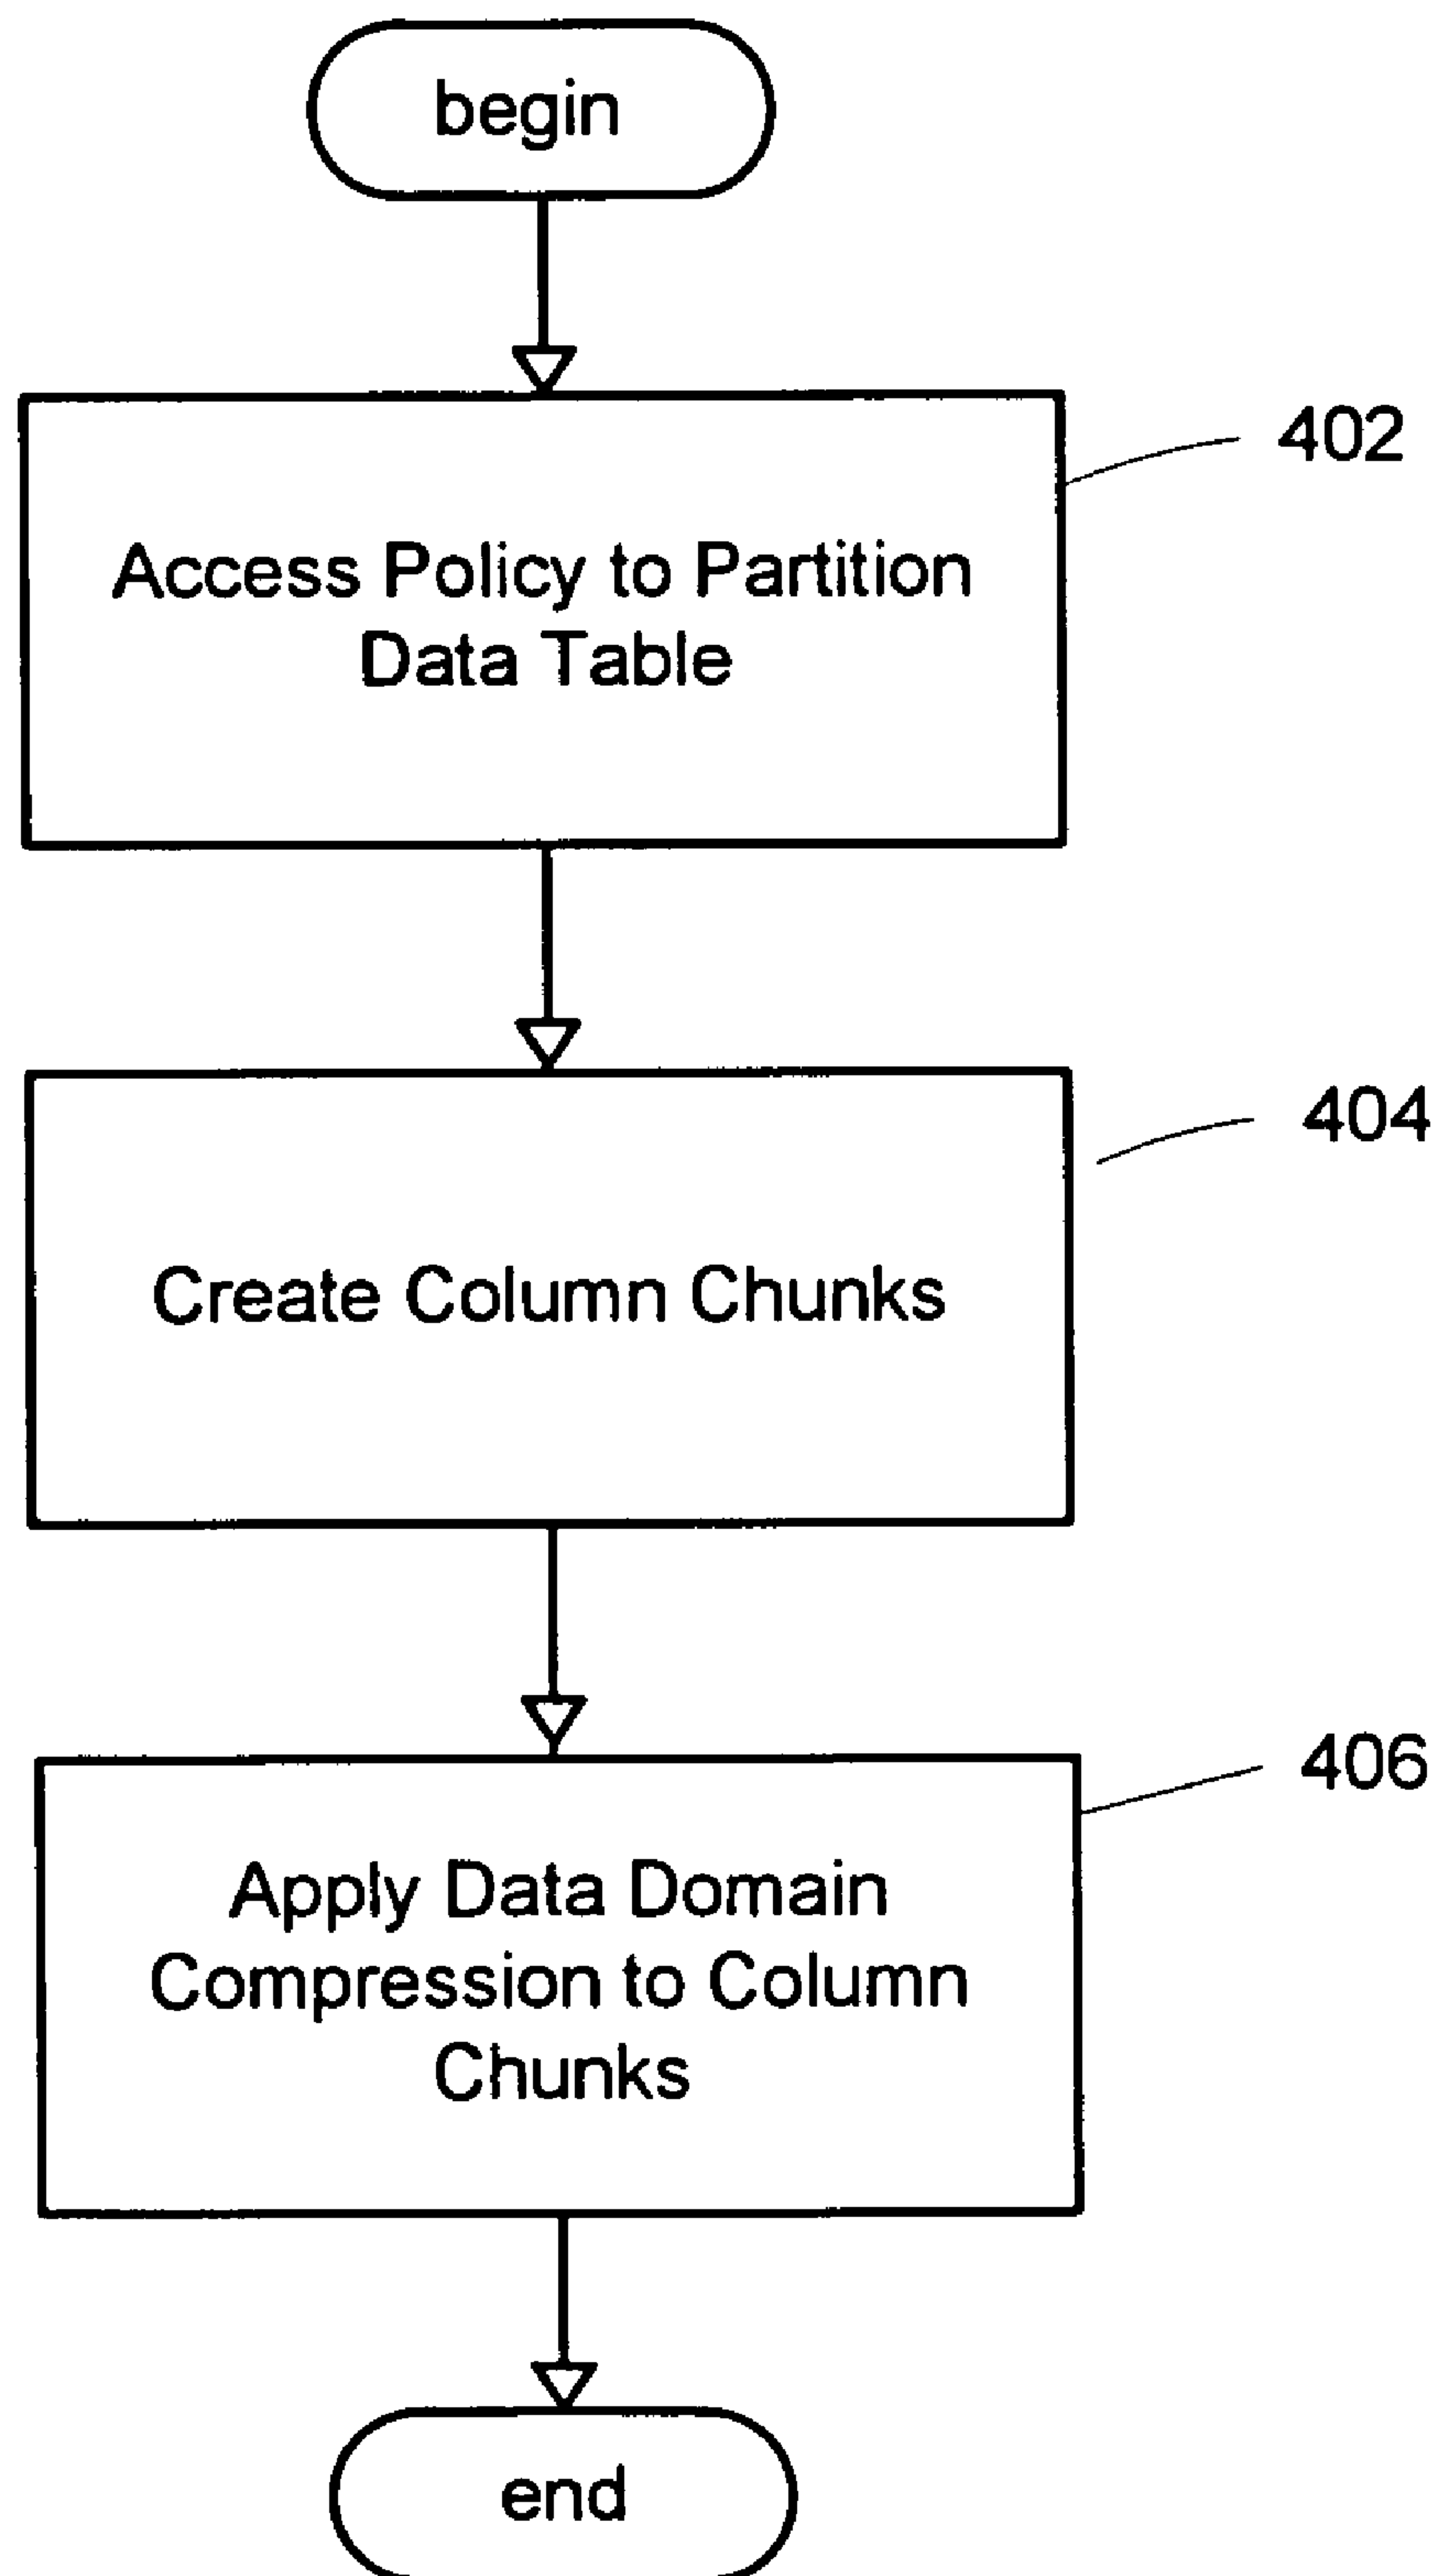 begin
402
Access Policy to Partition
Data Table
404
Create Column Chunks
406
Apply Data Domain
Compression to Column
Chunks
end